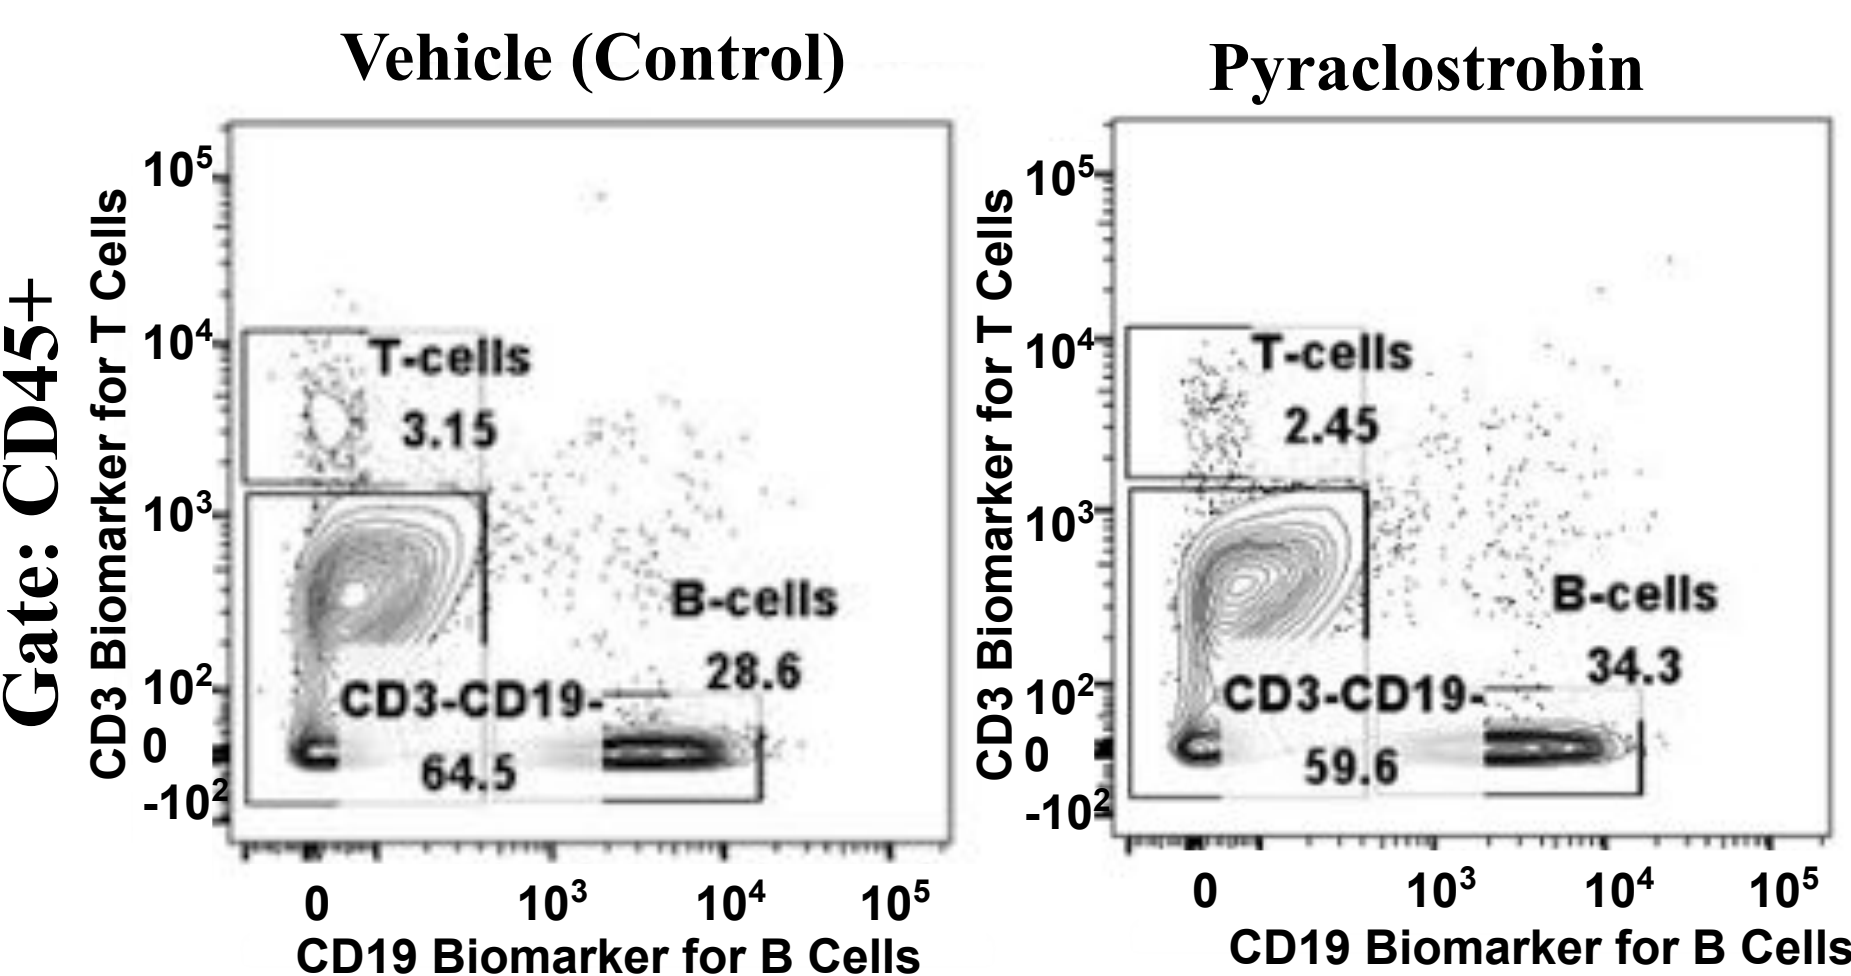 Vehicle (Control)
Pyraclostrobin
Gate: CD45+
CD3 Biomarker for T Cells
10⁵
10⁴
10³
10²
0
-10²
T-cells
3.15
B-cells
28.6
CD3-CD19-
64.5
0
10³
10⁴
10⁵
CD19 Biomarker for B Cells
CD3 Biomarker for T Cells
10⁵
10⁴
10³
10²
0
-10²
T-cells
2.45
B-cells
34.3
CD3-CD19-
59.6
0
10³
10⁴
10⁵
CD19 Biomarker for B Cells